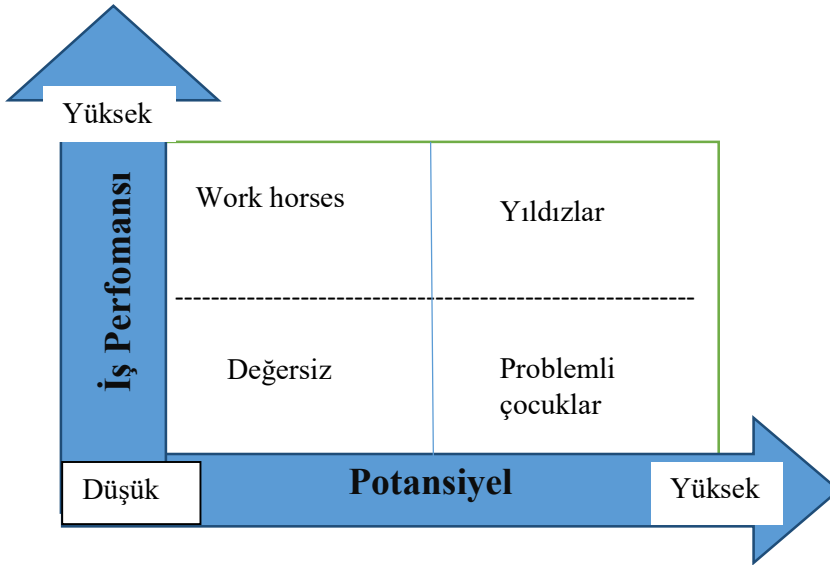 Yüksek
İş Perfomansı
Work horses
Yıldızlar
Değersiz
Problemli
çocuklar
Düşük
Potansiyel
Yüksek